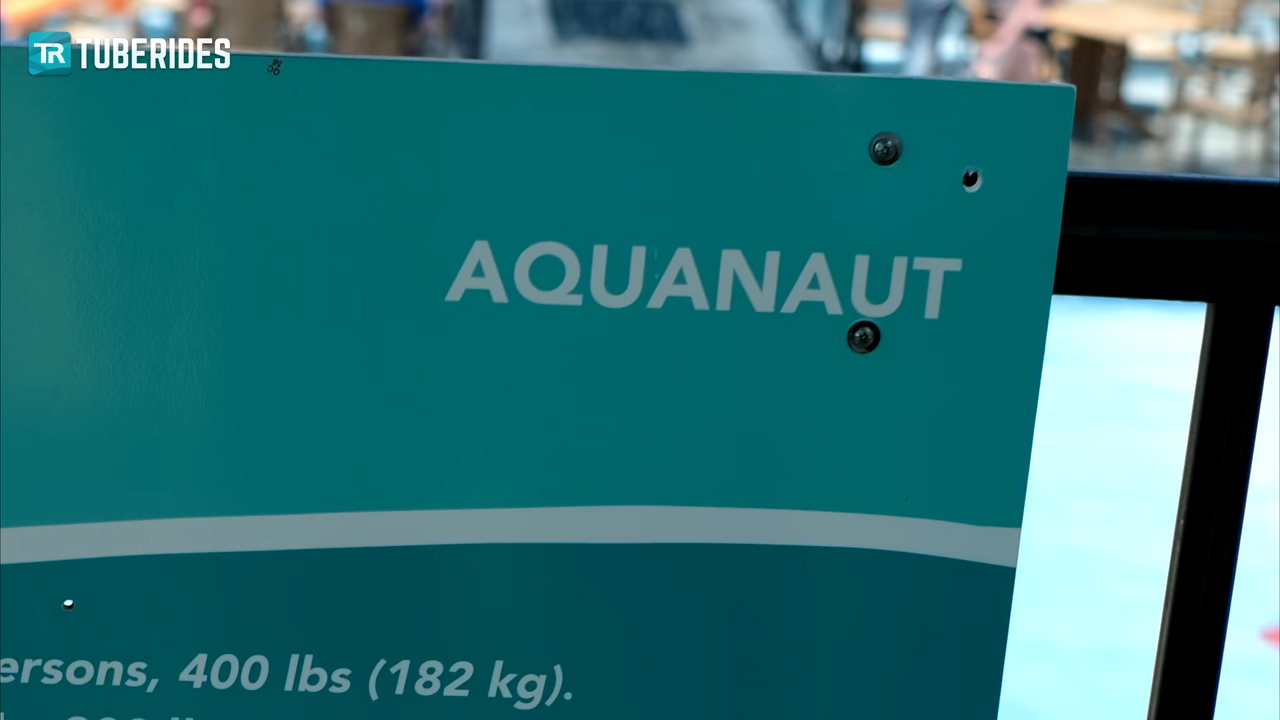 TR TUBERIDES
AQUANAUT
ersons, 400 lbs (182 kg).